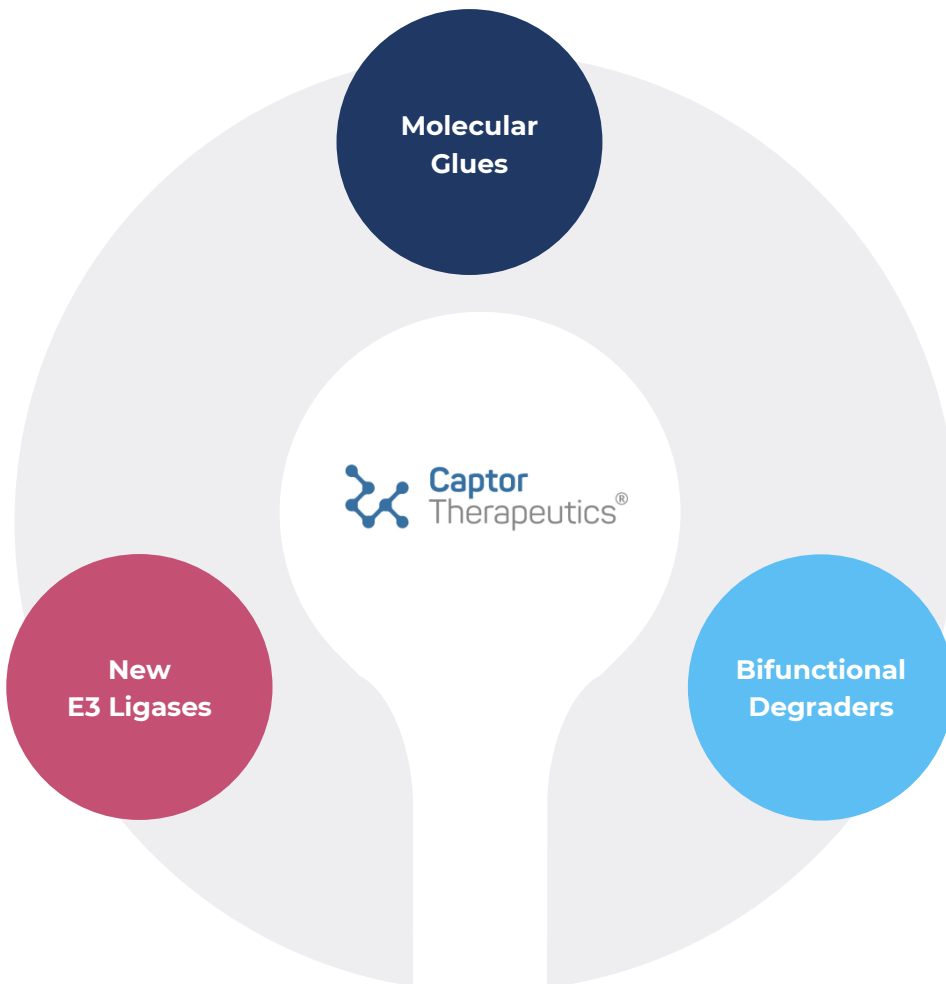 Molecular
Glues
Captor
Therapeutics®
New
E3 Ligases
Bifunctional
Degraders